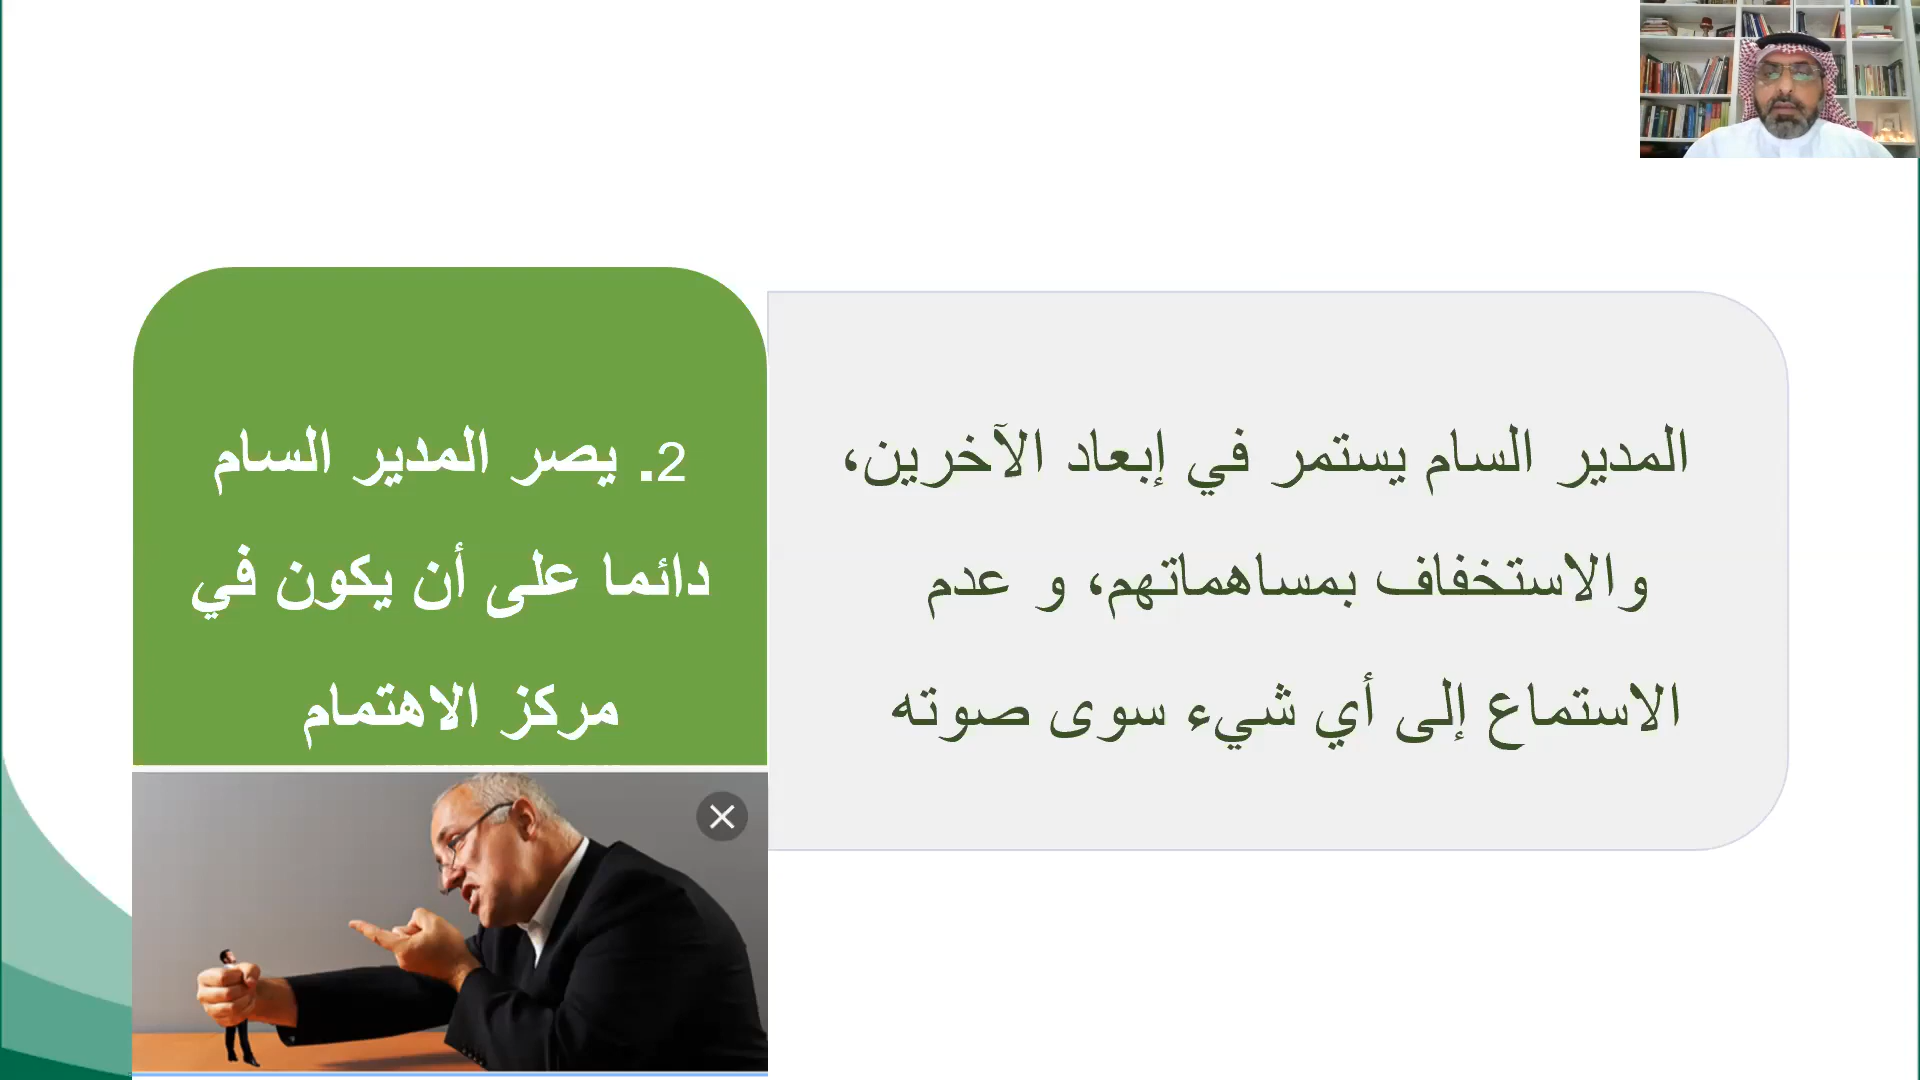 2. يصر المدير السام
دائما على أن يكون في
مركز الاهتمام
المدير السام يستمر في إبعاد الآخرين،
والاستخفاف بمساهماتهم، و عدم
الاستماع إلى أي شيء سوى صوته